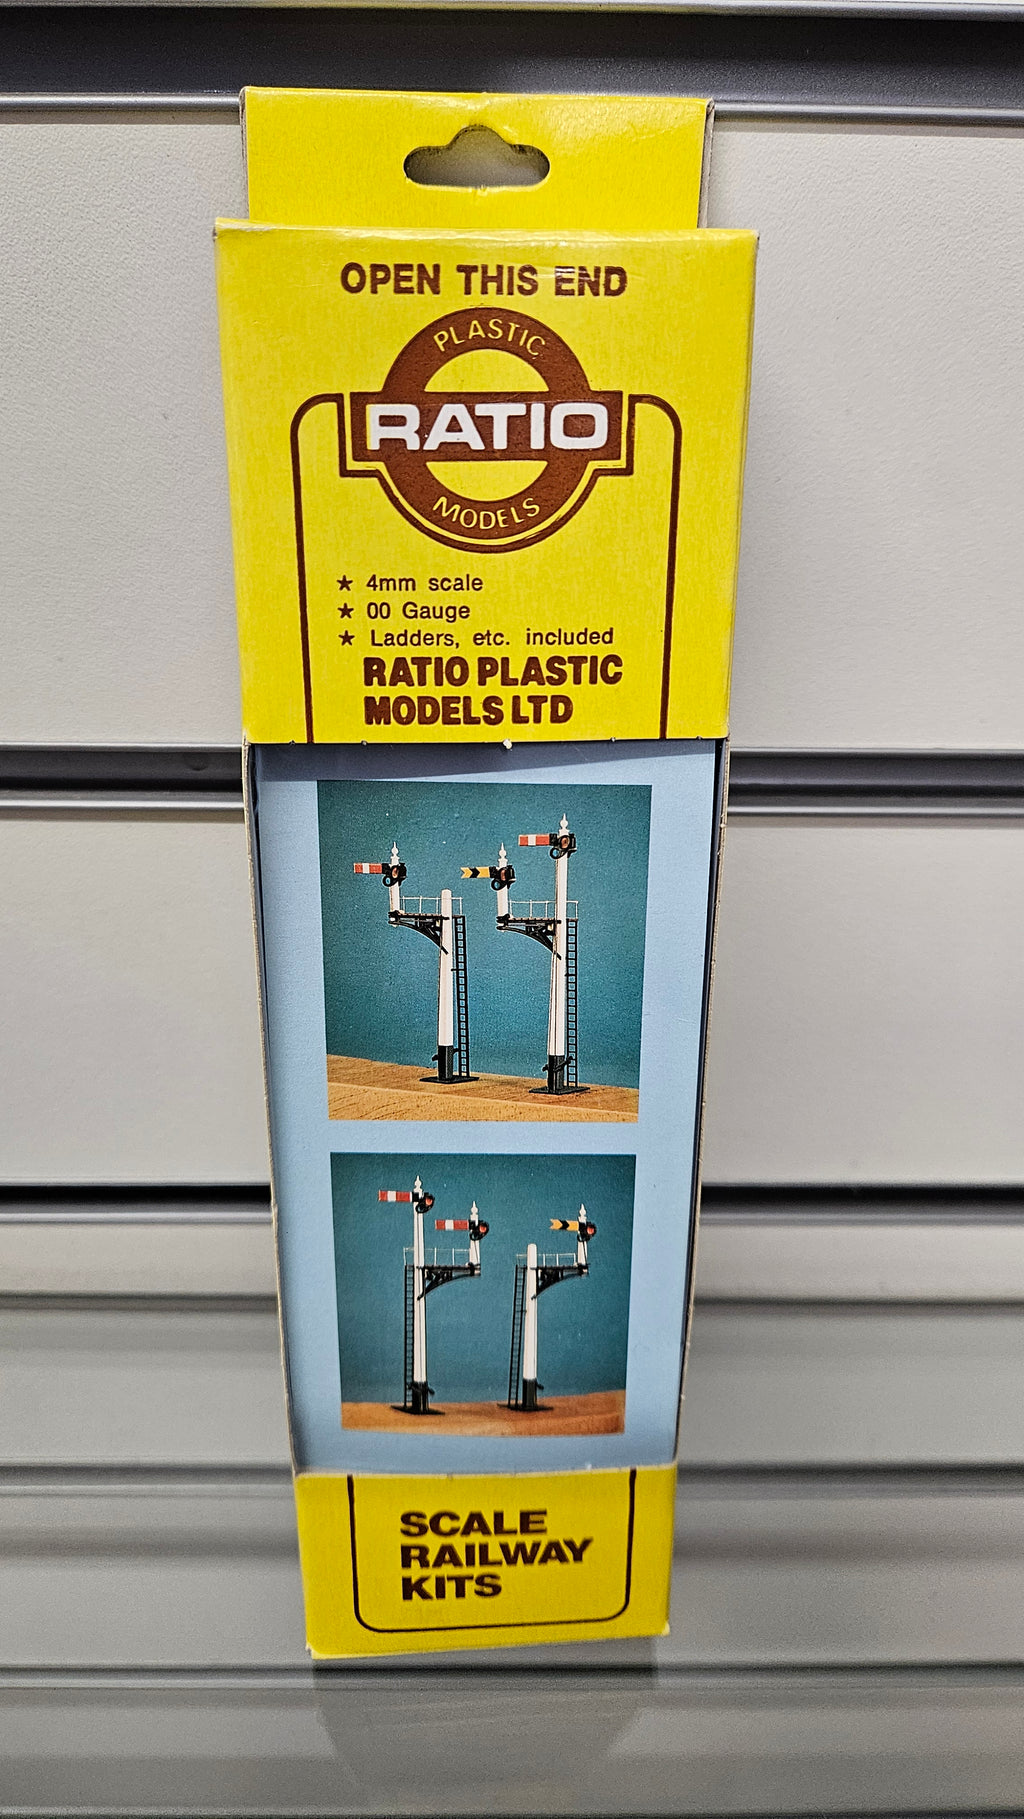 OPEN THIS END
PLASTIC
RATIO
MODELS
★ 4mm scale
★ 00 Gauge
★ Ladders, etc. included
RATIO PLASTIC
MODELS LTD
SCALE
RAILWAY
KITS